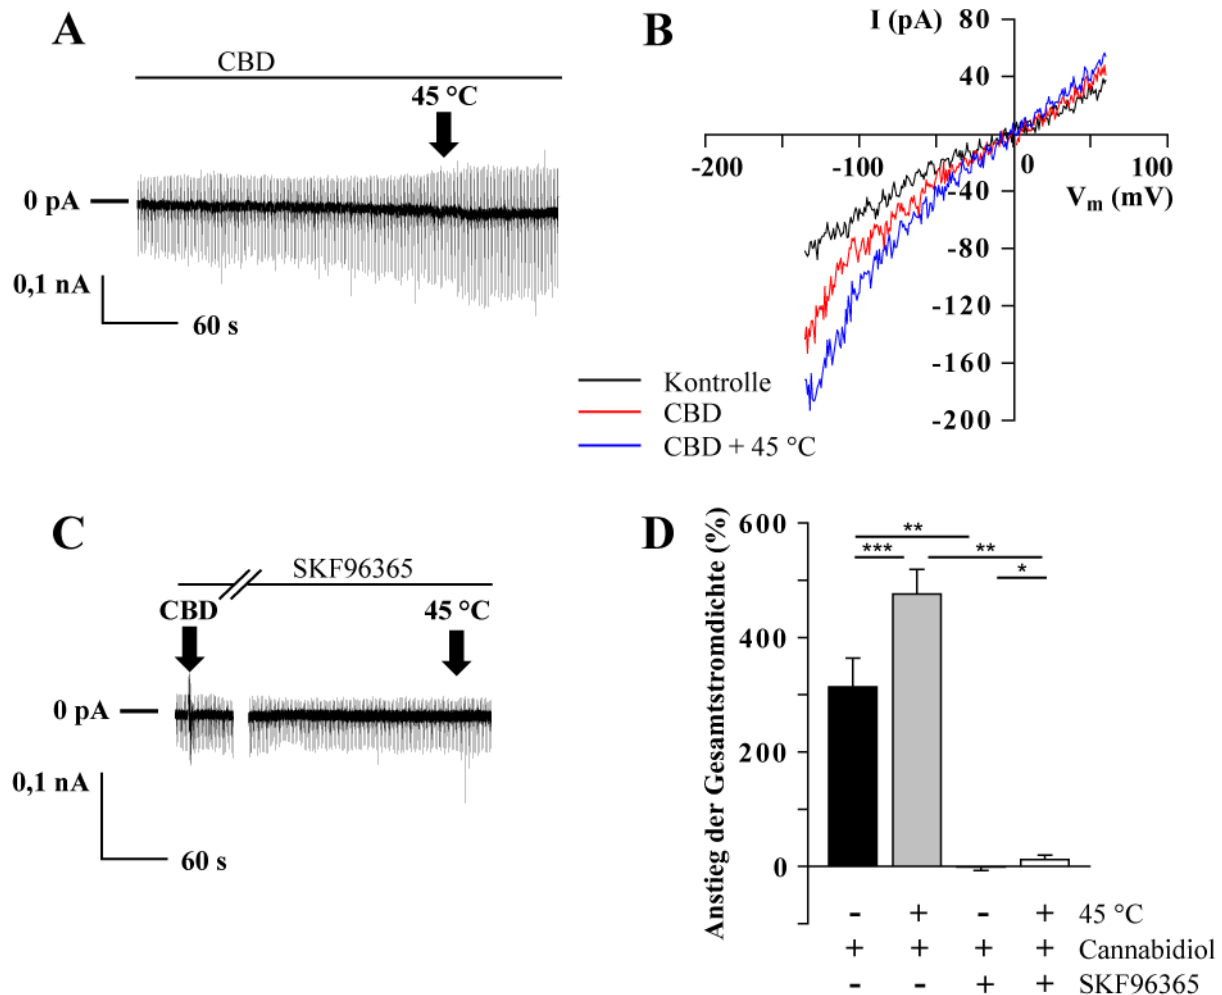 A
CBD
45 °C
0 pA
0,1 nA
60 s
B
I (pA)
80
40
-200
-100
0
100
Vm (mV)
-40
-80
-120
-160
-200
Kontrolle
CBD
CBD + 45 °C
C
SKF96365
CBD
45 °C
0 pA
0,1 nA
60 s
D
Anstieg der Gesamtstromdichte (%)
600
400
200
0
**
*** **
*
- + - + 45 °C
+ + + + Cannabidiol
- - + + SKF96365